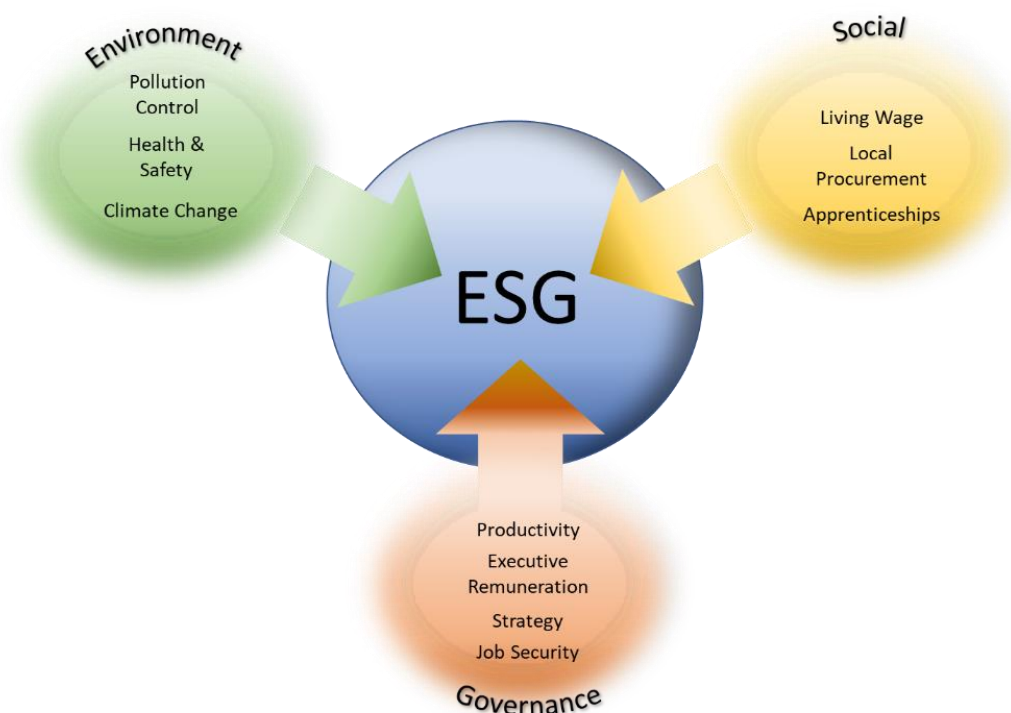 Environment
Pollution
Control
Health &
Safety
Climate Change
Social
Living Wage
Local
Procurement
Apprenticeships
ESG
Productivity
Executive
Remuneration
Strategy
Job Security
Governance